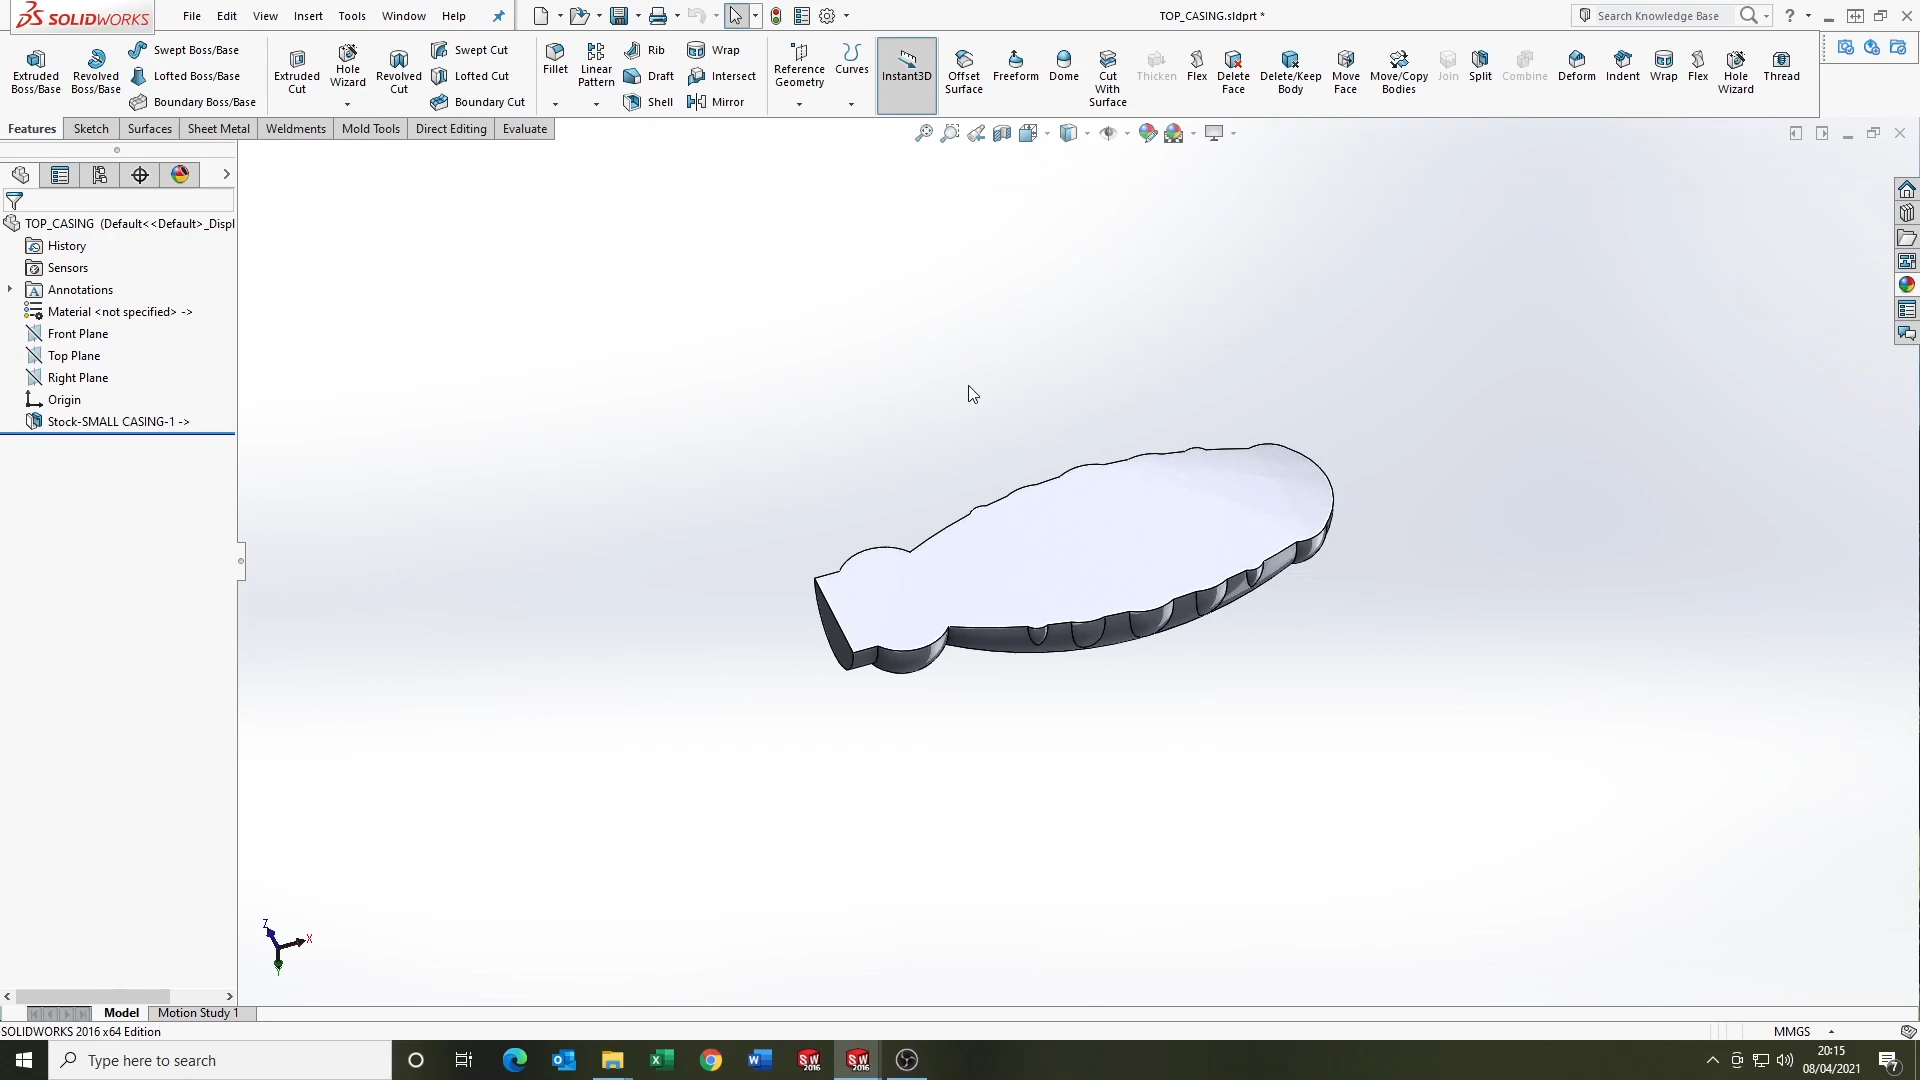 SOLIDWORKS File Edit View Insert Tools Window Help TOP_CASING.sldprt * Search Knowledge Base ?
Extruded Boss/Base
Revolved Boss/Base
Swept Boss/Base
Lofted Boss/Base
Boundary Boss/Base
Extruded Cut
Hole Wizard
Revolved Cut
Swept Cut
Lofted Cut
Boundary Cut
Fillet
Linear Pattern
Rib
Draft
Shell
Wrap
Intersect
Mirror
Reference Geometry
Curves
Instant3D
Offset Surface
Freeform
Dome
Cut With Surface
Thicken
Flex
Delete Face
Delete/Keep Body
Move Face
Move/Copy Bodies
Join
Split
Combine
Deform
Indent
Wrap
Flex
Hole Wizard
Thread
Features Sketch Surfaces Sheet Metal Weldments Mold Tools Direct Editing Evaluate
TOP_CASING (Default<<Default>_Displ
History
Sensors
Annotations
Material <not specified> ->
Front Plane
Top Plane
Right Plane
Origin
Stock-SMALL CASING-1 ->
Z
X
Y
Model Motion Study 1
SOLIDWORKS 2016 x64 Edition MMGS
Type here to search
20:15
08/04/2021
7